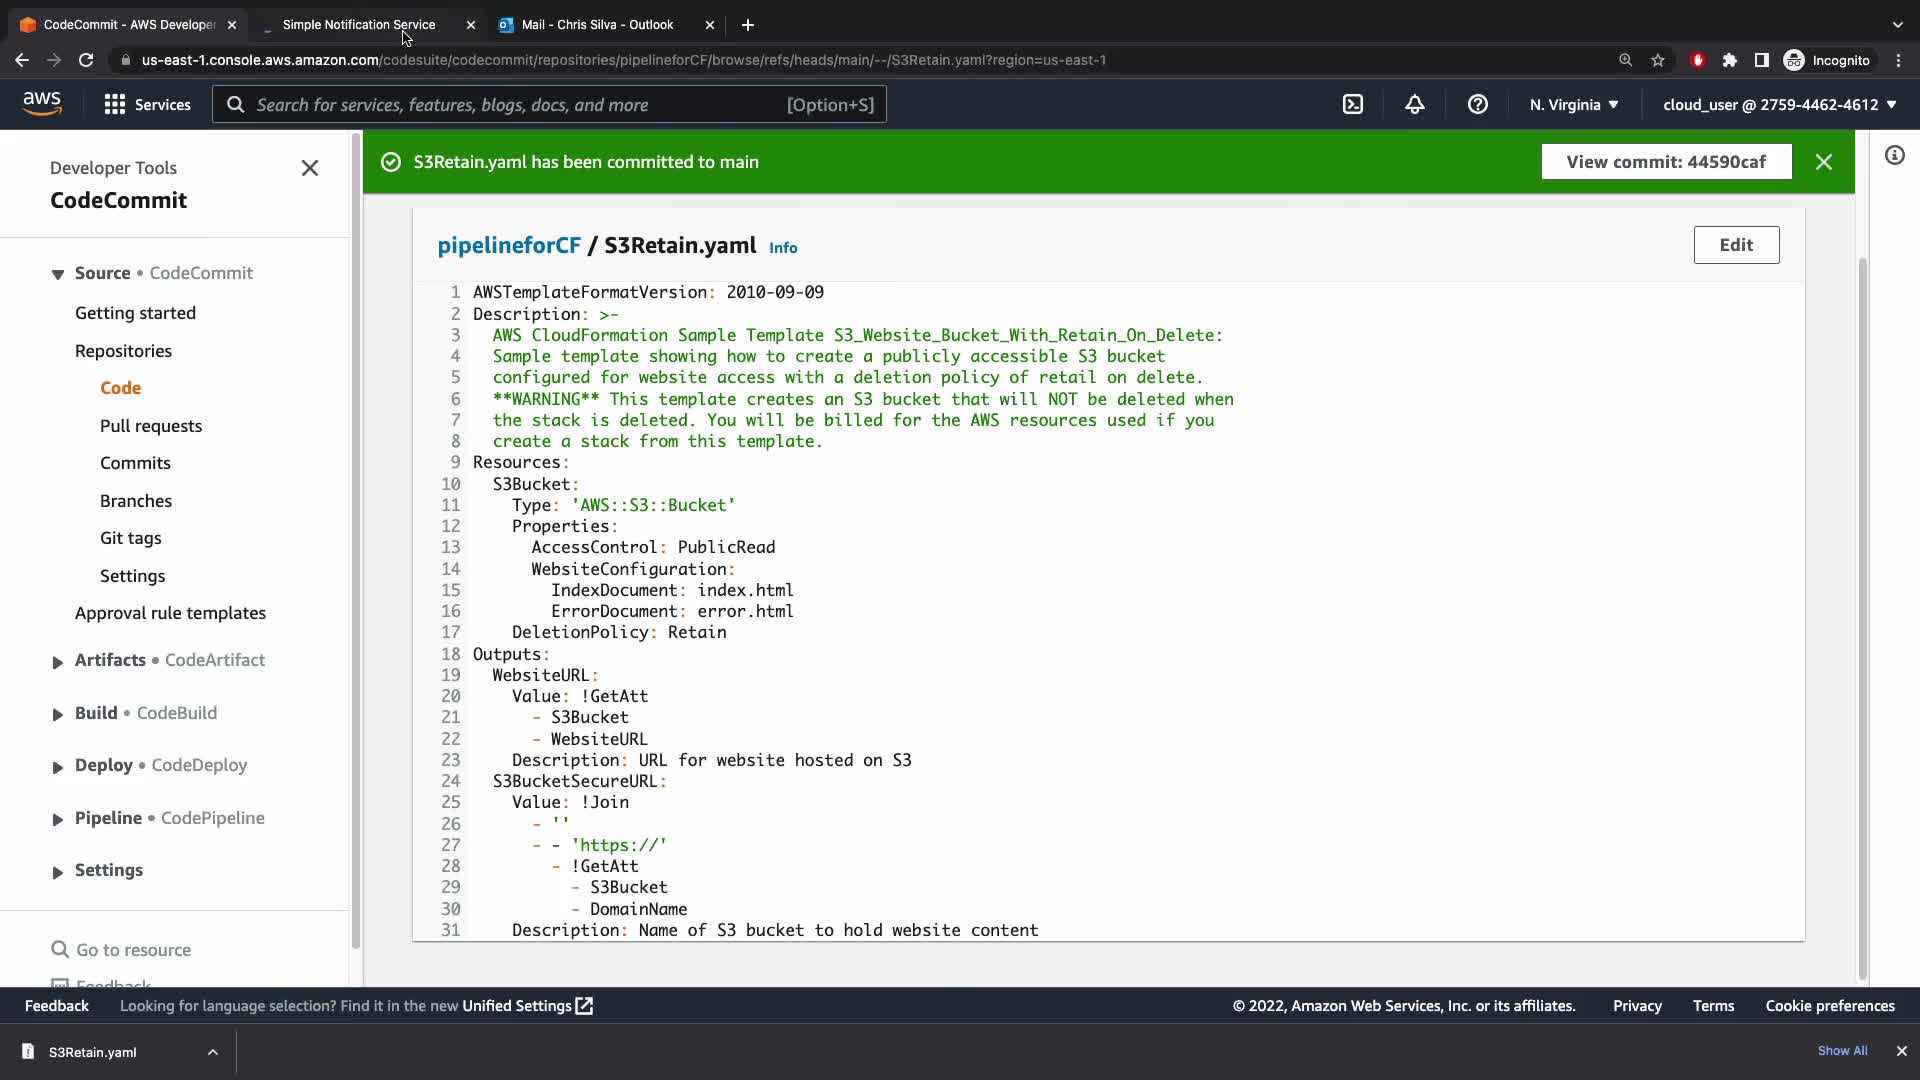 CodeCommit - AWS Develope
Simple Notification Service
Mail - Chris Silva - Outlook
us-east-1.console.aws.amazon.com/codesuite/codecommit/repositories/pipelineforCF/browse/refs/heads/main/--/S3Retain.yaml?region=us-east-1
Incognito
aws
Services
Search for services, features, blogs, docs, and more
[Option+S]
N. Virginia
cloud_user @ 2759-4462-4612
Developer Tools
CodeCommit
Source • CodeCommit
Getting started
Repositories
Code
Pull requests
Commits
Branches
Git tags
Settings
Approval rule templates
Artifacts • CodeArtifact
Build • CodeBuild
Deploy • CodeDeploy
Pipeline • CodePipeline
Settings
Go to resource
Feedback
S3Retain.yaml has been committed to main
View commit: 44590caf
pipelineforCF / S3Retain.yaml Info
Edit
1 AWSTemplateFormatVersion: 2010-09-09
2 Description: >-
3 AWS CloudFormation Sample Template S3_Website_Bucket_With_Retain_On_Delete:
4 Sample template showing how to create a publicly accessible S3 bucket
5 configured for website access with a deletion policy of retail on delete.
6 **WARNING** This template creates an S3 bucket that will NOT be deleted when
7 the stack is deleted. You will be billed for the AWS resources used if you
8 create a stack from this template.
9 Resources:
10 S3Bucket:
11 Type: 'AWS::S3::Bucket'
12 Properties:
13 AccessControl: PublicRead
14 WebsiteConfiguration:
15 IndexDocument: index.html
16 ErrorDocument: error.html
17 DeletionPolicy: Retain
18 Outputs:
19 WebsiteURL:
20 Value: !GetAtt
21 - S3Bucket
22 - WebsiteURL
23 Description: URL for website hosted on S3
24 S3BucketSecureURL:
25 Value: !Join
26 - ''
27 - - 'https://'
28 - !GetAtt
29 - S3Bucket
30 - DomainName
31 Description: Name of S3 bucket to hold website content
Feedback
Looking for language selection? Find it in the new Unified Settings
© 2022, Amazon Web Services, Inc. or its affiliates.
Privacy
Terms
Cookie preferences
S3Retain.yaml
Show All